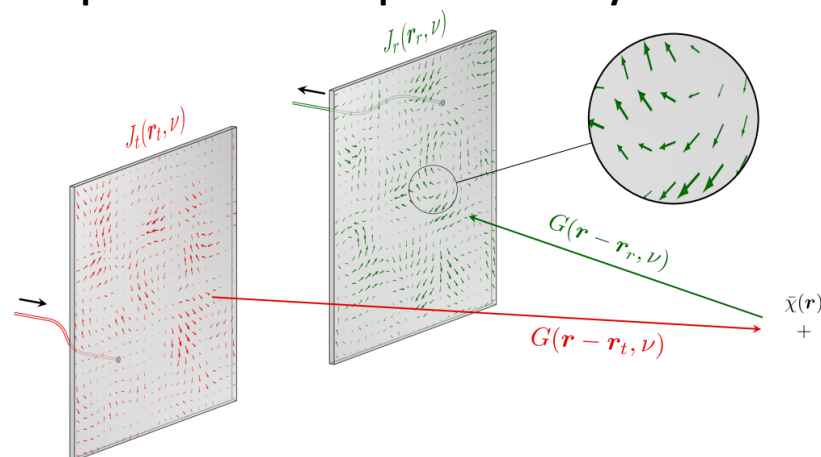 J_r(r_r, ν)
J_t(r_t, ν)
G(r − r_r, ν)
χ̄(r)
+
G(r − r_t, ν)